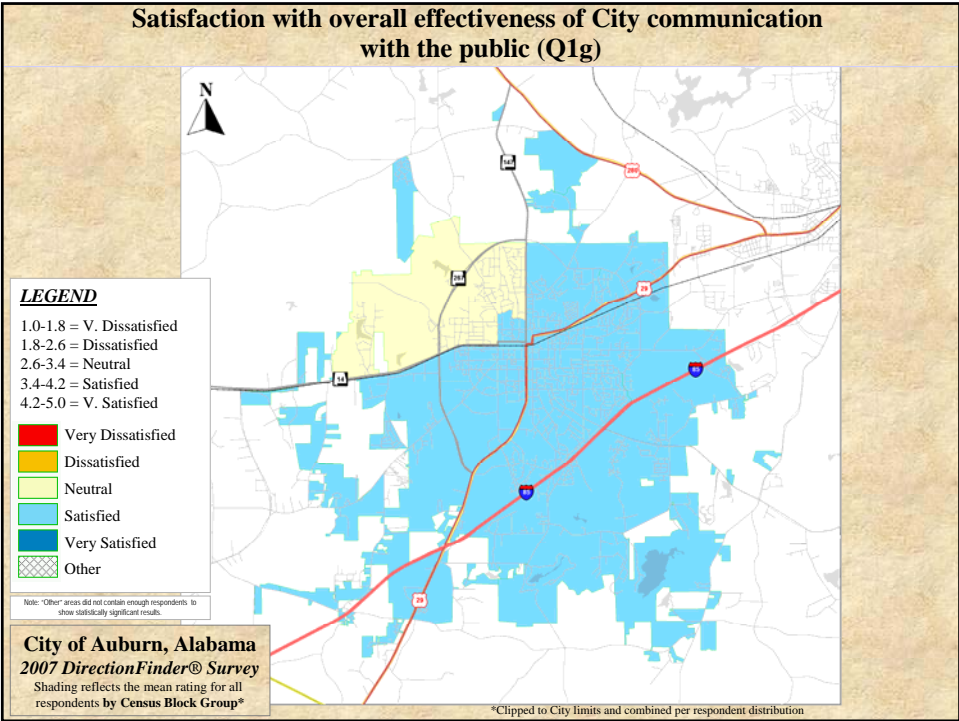 Satisfaction with overall effectiveness of City communication
with the public (Q1g)
N
147
280
267
29
85
14
85
29
LEGEND
1.0-1.8 = V. Dissatisfied
1.8-2.6 = Dissatisfied
2.6-3.4 = Neutral
3.4-4.2 = Satisfied
4.2-5.0 = V. Satisfied
Very Dissatisfied
Dissatisfied
Neutral
Satisfied
Very Satisfied
Other
Note: "Other" areas did not contain enough respondents to
show statistically significant results.
City of Auburn, Alabama
2007 DirectionFinder® Survey
Shading reflects the mean rating for all
respondents by Census Block Group*
*Clipped to City limits and combined per respondent distribution